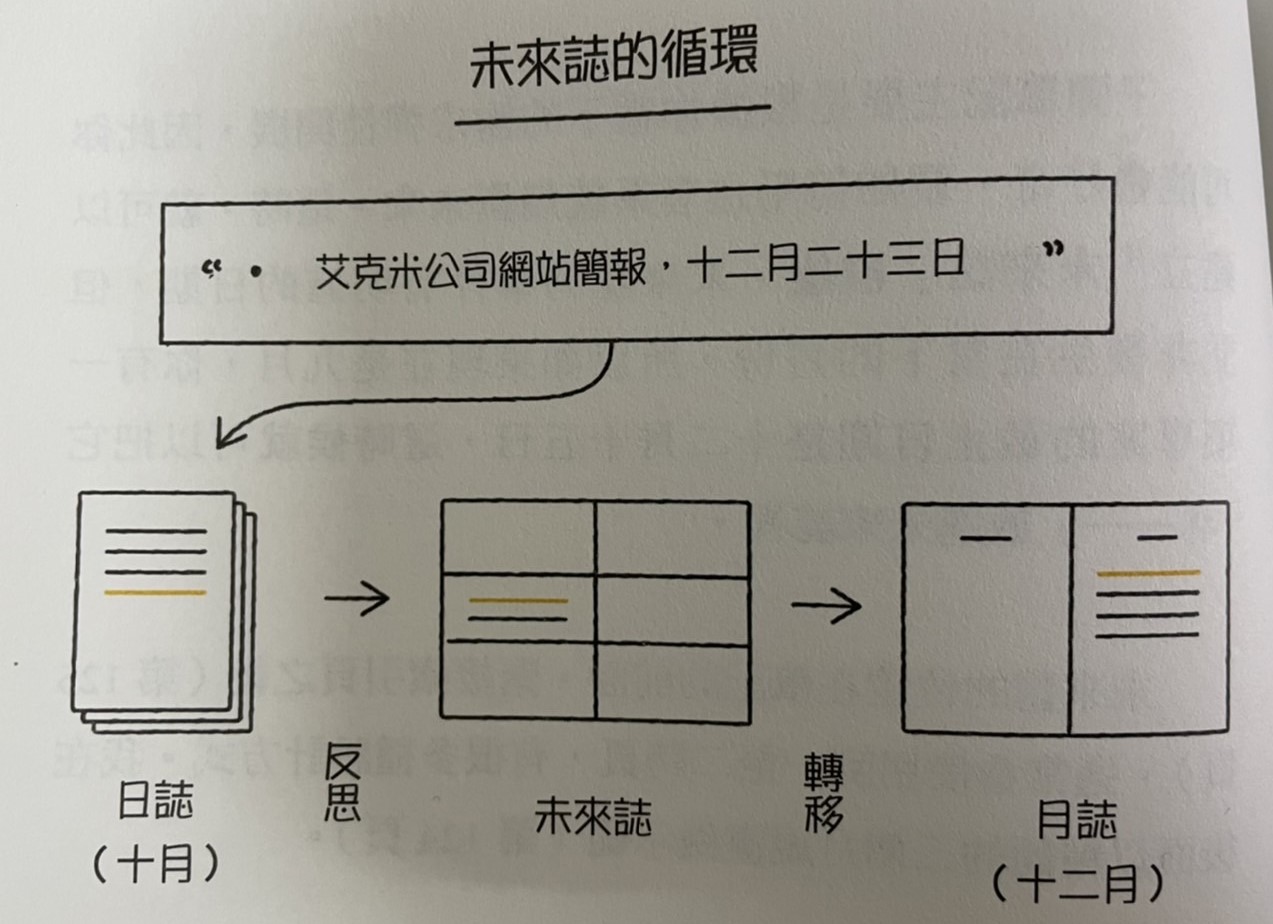 未來誌的循環
“• 艾克米公司網站簡報，十二月二十三日 ”
日誌
（十月）
反思
未來誌
轉移
月誌
（十二月）